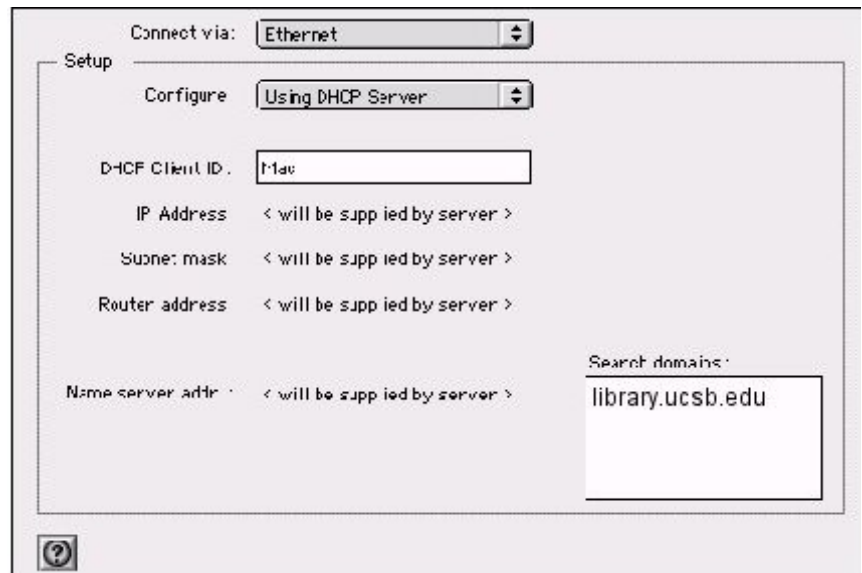 Connect via: Ethernet
Setup
Configure Using DHCP Server
DHCP Client ID: Mac
IP Address < will be supplied by server >
Subnet mask < will be supplied by server >
Router address < will be supplied by server >
Search domains:
Name server addr.: < will be supplied by server >
library.ucsb.edu
?